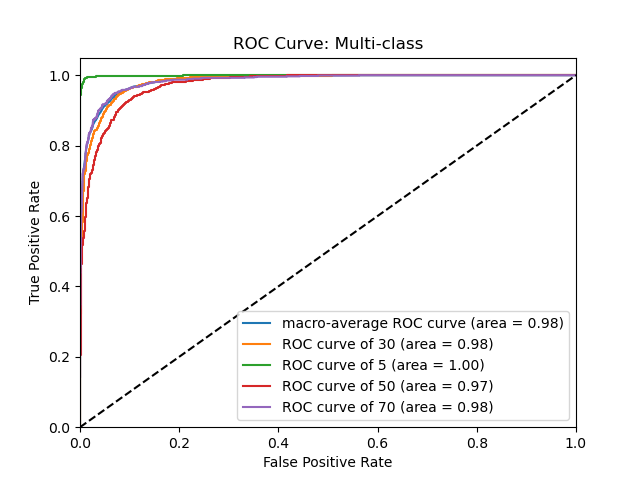 ROC Curve: Multi-class
True Positive Rate
1.0
0.8
0.6
0.4
0.2
0.0
macro-average ROC curve (area = 0.98)
ROC curve of 30 (area = 0.98)
ROC curve of 5 (area = 1.00)
ROC curve of 50 (area = 0.97)
ROC curve of 70 (area = 0.98)
0.0 0.2 0.4 0.6 0.8 1.0
False Positive Rate